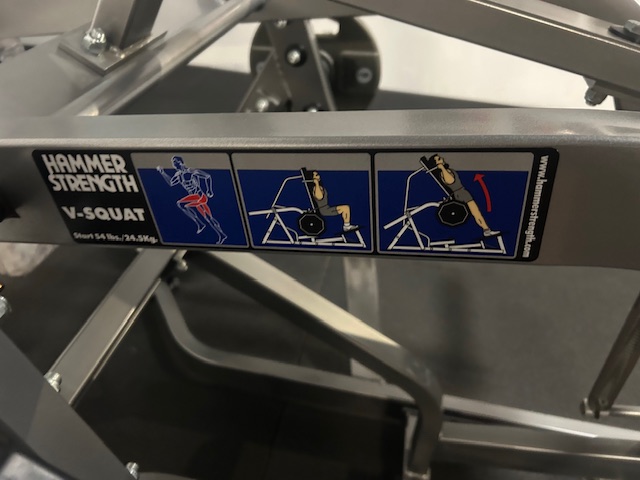 HAMMER
STRENGTH
V-SQUAT
Start 54 lbs./24.5Kg.
www.hammerstrength.com